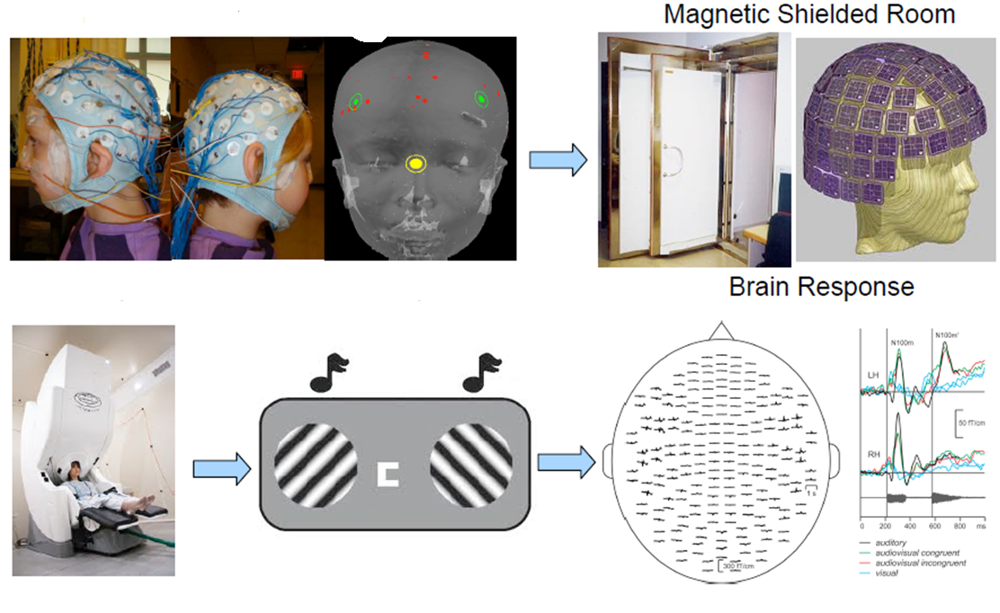 Magnetic Shielded Room
EXIT
Brain Response
N100m
N100m'
LH
50 fT/cm
RH
1 s
300 fT/cm
0 200 400 600 800 ms
auditory
audiovisual congruent
audiovisual incongruent
visual